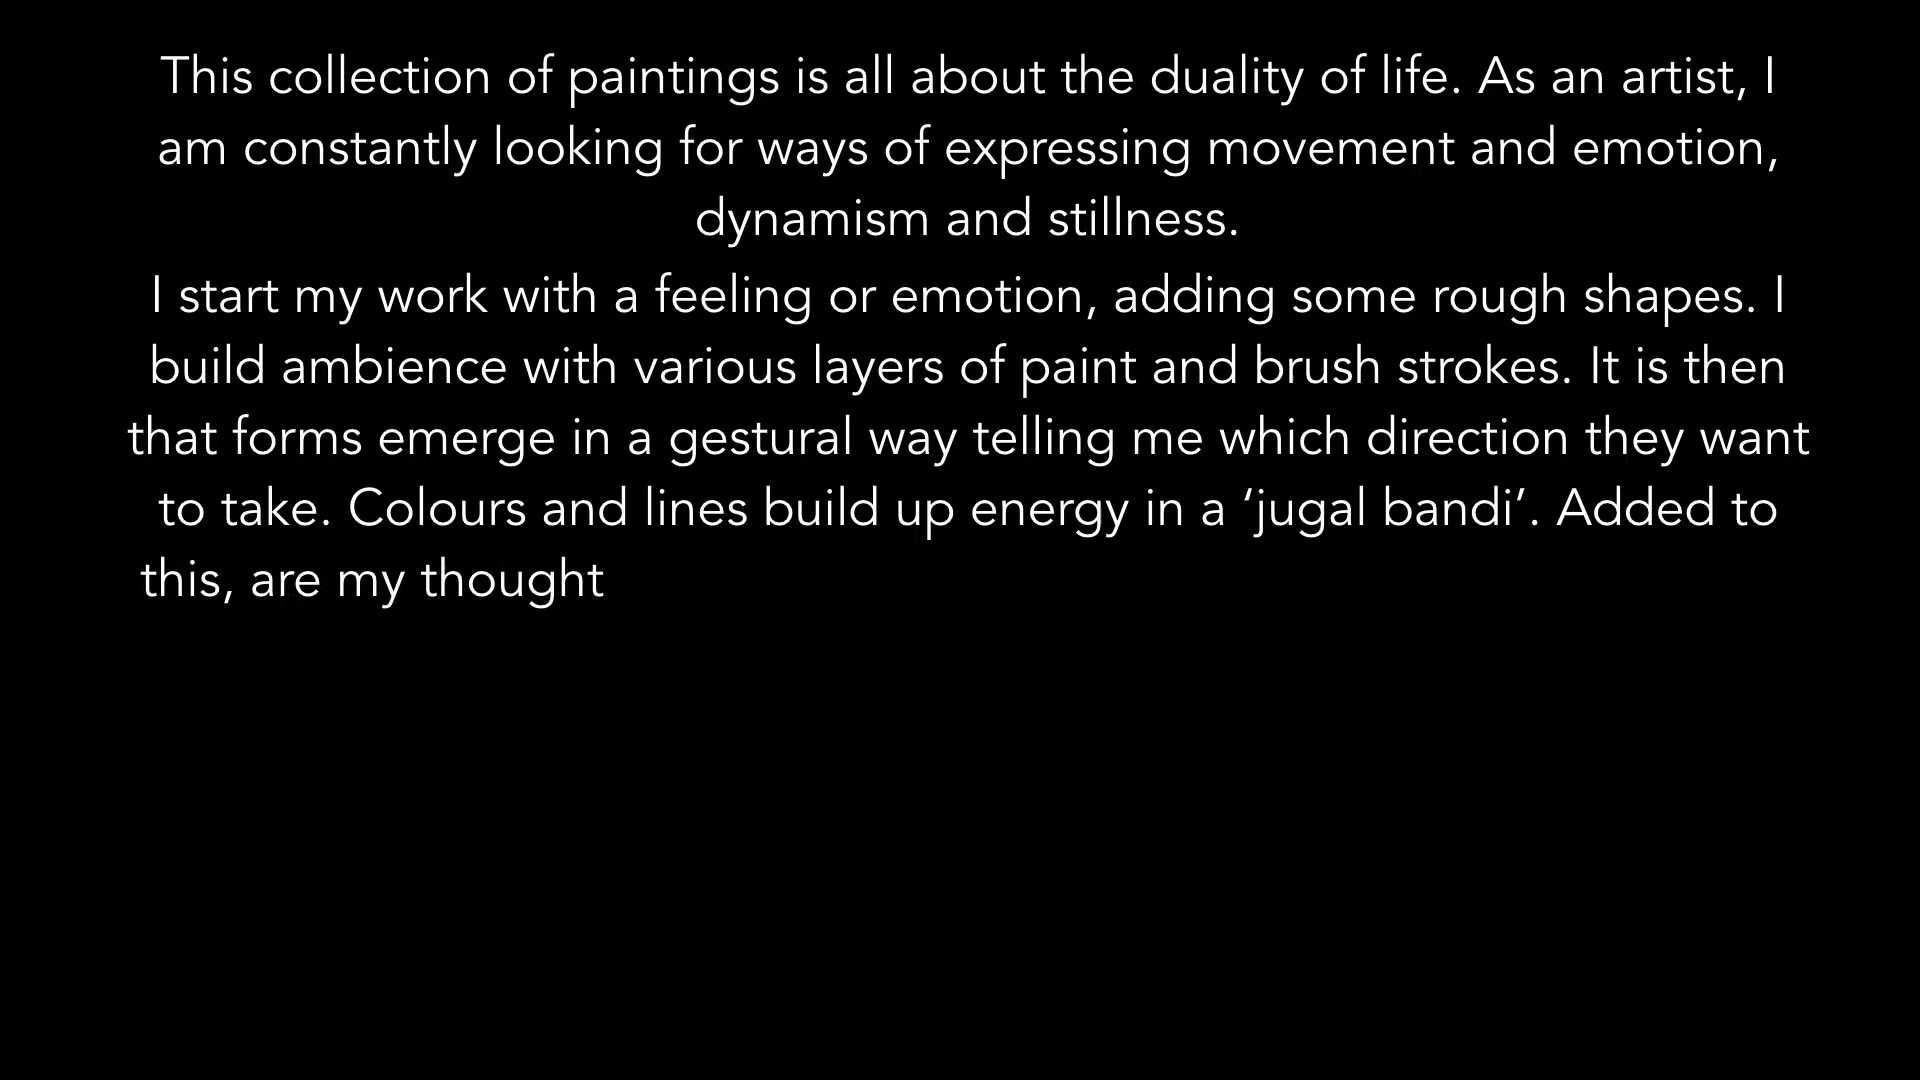 This collection of paintings is all about the duality of life. As an artist, I
am constantly looking for ways of expressing movement and emotion,
dynamism and stillness.
I start my work with a feeling or emotion, adding some rough shapes. I
build ambience with various layers of paint and brush strokes. It is then
that forms emerge in a gestural way telling me which direction they want
to take. Colours and lines build up energy in a ‘jugal bandi’. Added to
this, are my thought